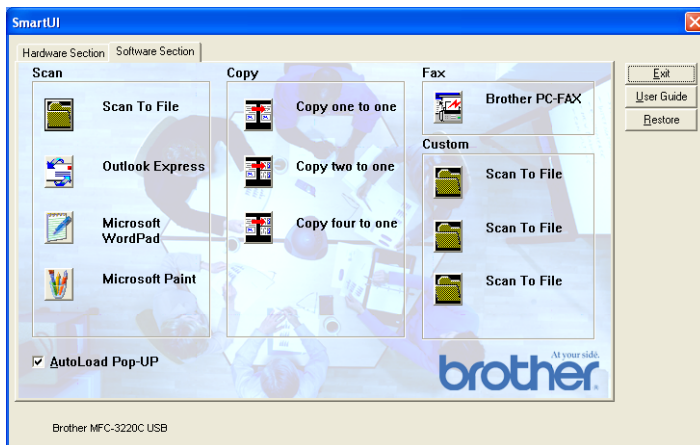 SmartUI
Hardware Section
Software Section
Scan
Scan To File
Outlook Express
Microsoft
WordPad
Microsoft Paint
Copy
Copy one to one
Copy two to one
Copy four to one
Fax
Brother PC-FAX
Custom
Scan To File
Scan To File
Scan To File
Exit
User Guide
Restore
AutoLoad Pop-UP
At your side.
brother
Brother MFC-3220C USB